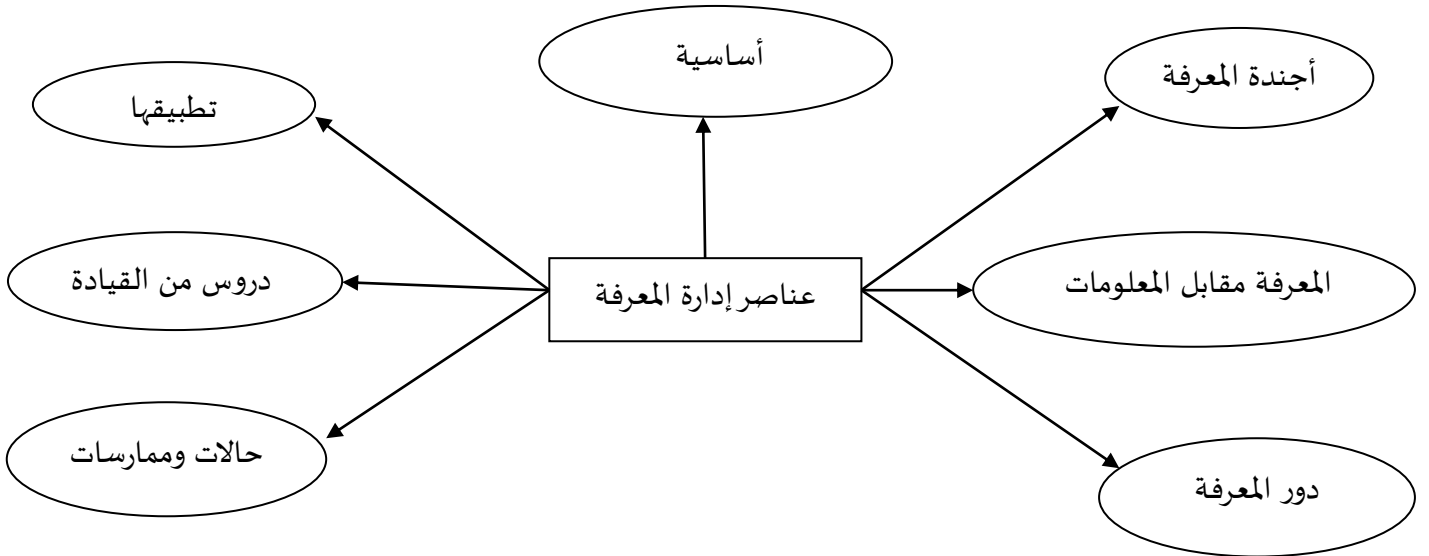 أساسية
أجندة المعرفة
تطبيقها
المعرفة مقابل المعلومات
دروس من القيادة
عناصر إدارة المعرفة
حالات وممارسات
دور المعرفة